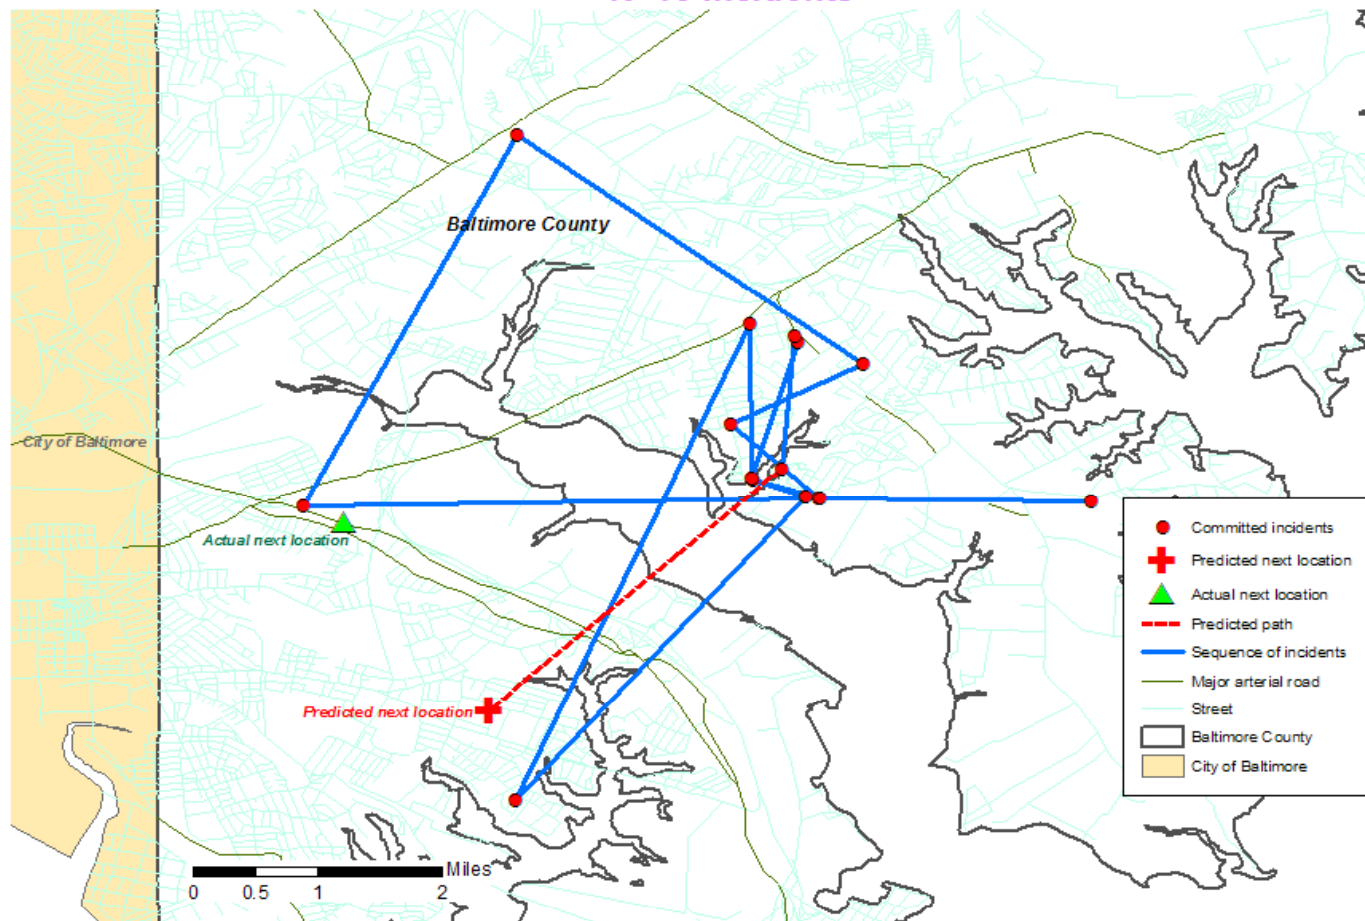 Baltimore County
City of Baltimore
Actual next location
Predicted next location
Committed incidents
Predicted next location
Actual next location
Predicted path
Sequence of incidents
Major arterial road
Street
Baltimore County
City of Baltimore
Miles
0 0.5 1 2